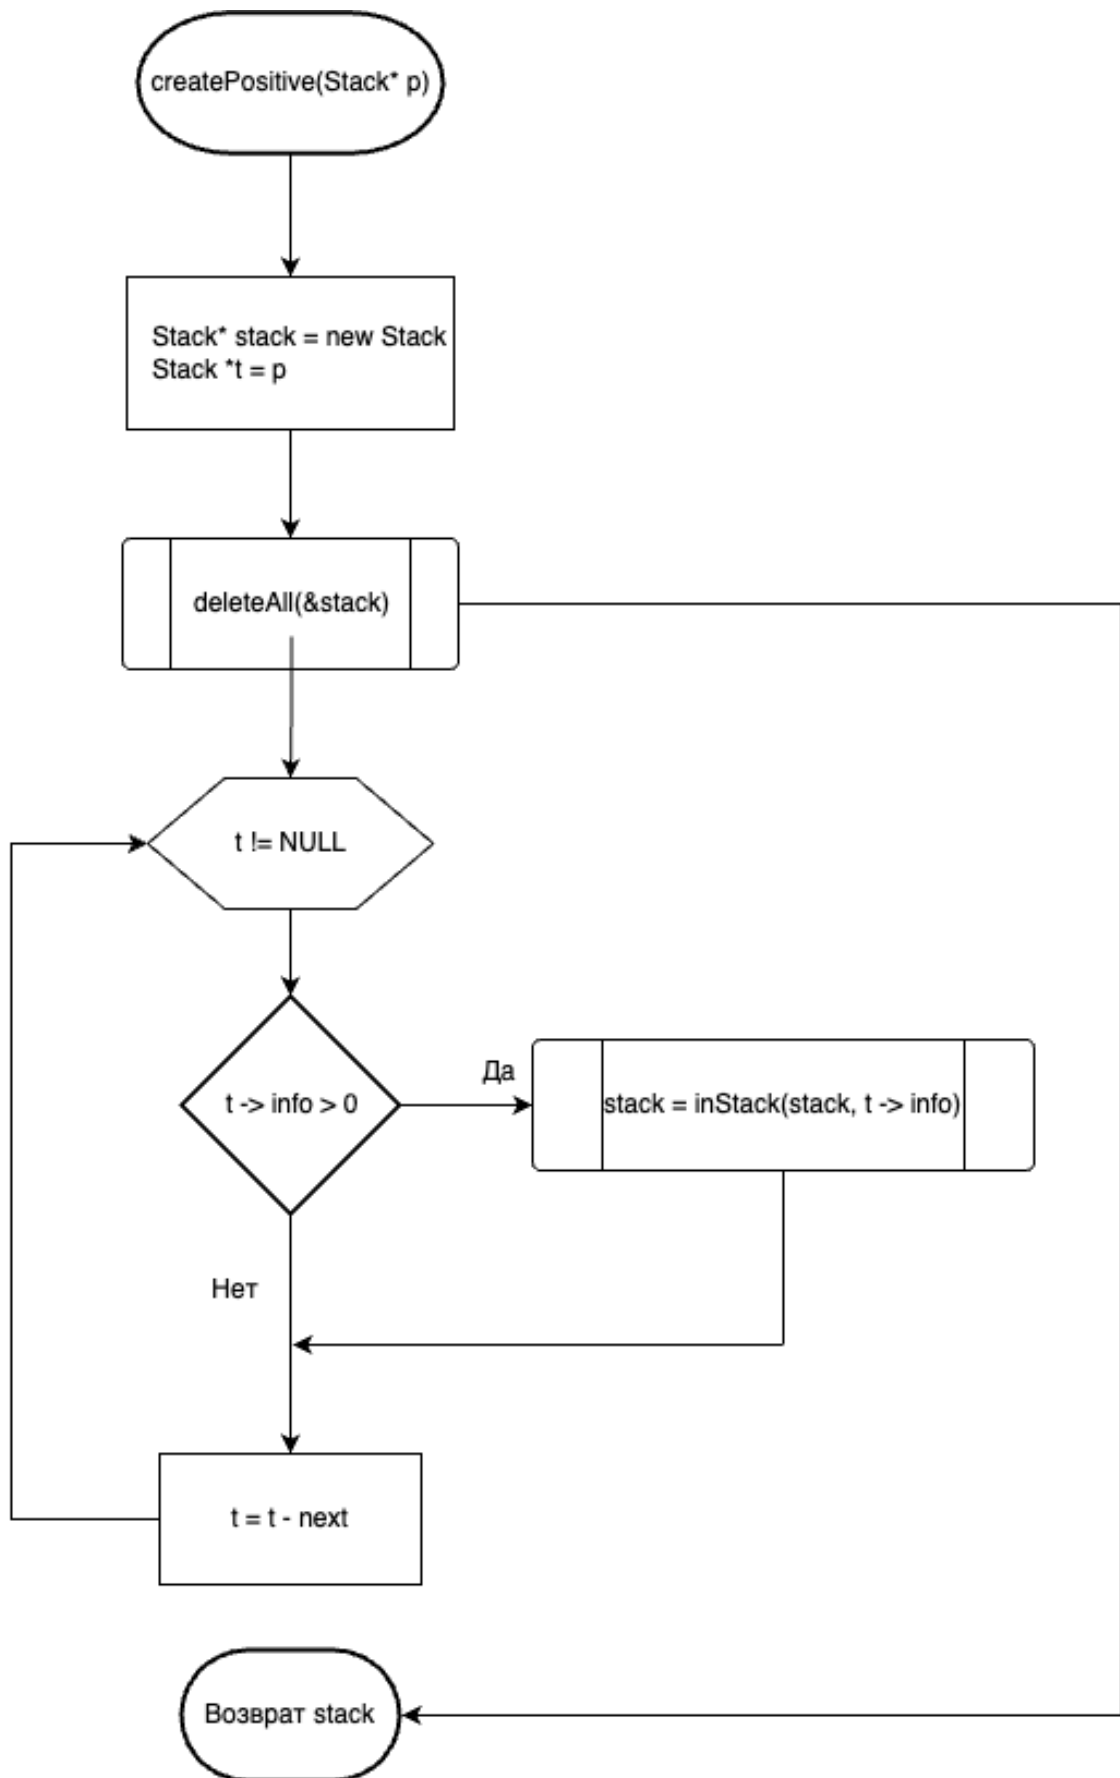 createPositive(Stack* p)
Stack* stack = new Stack
Stack *t = p
deleteAll(&stack)
t != NULL
t -> info > 0
Да
stack = inStack(stack, t -> info)
Нет
t = t - next
Возврат stack